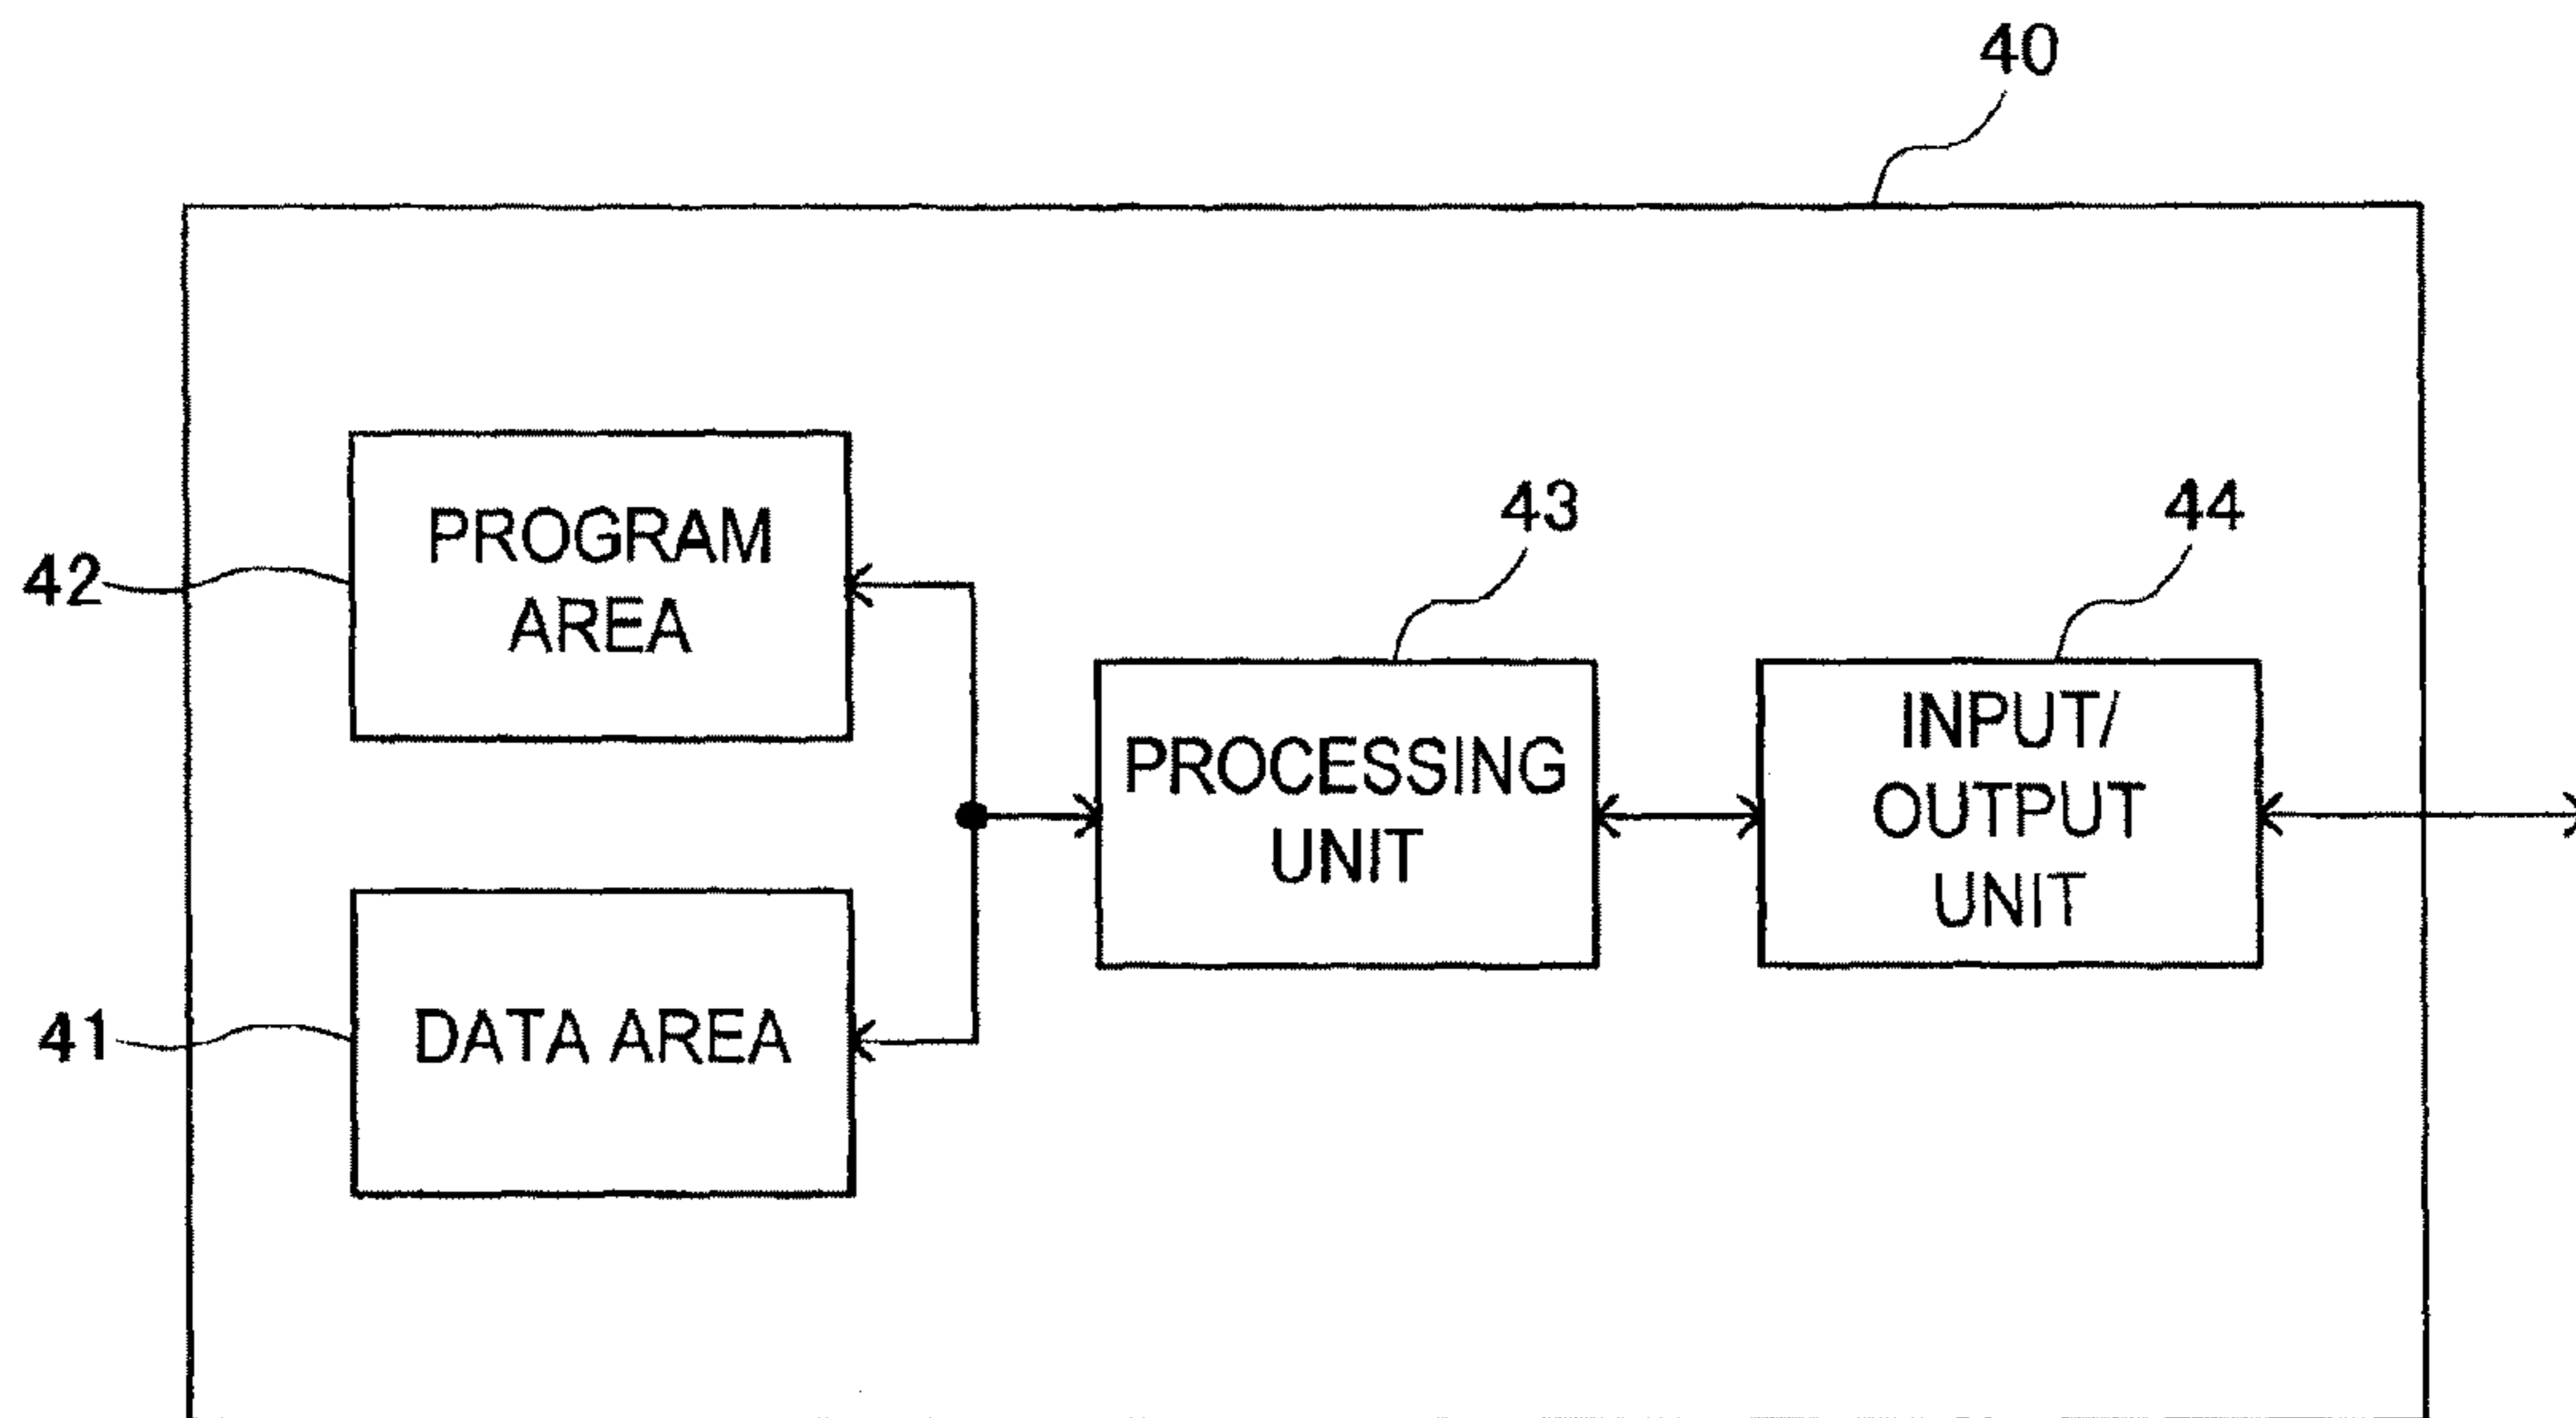 40
42
PROGRAM
AREA
43
44
PROCESSING
UNIT
INPUT/
OUTPUT
UNIT
41
DATA AREA